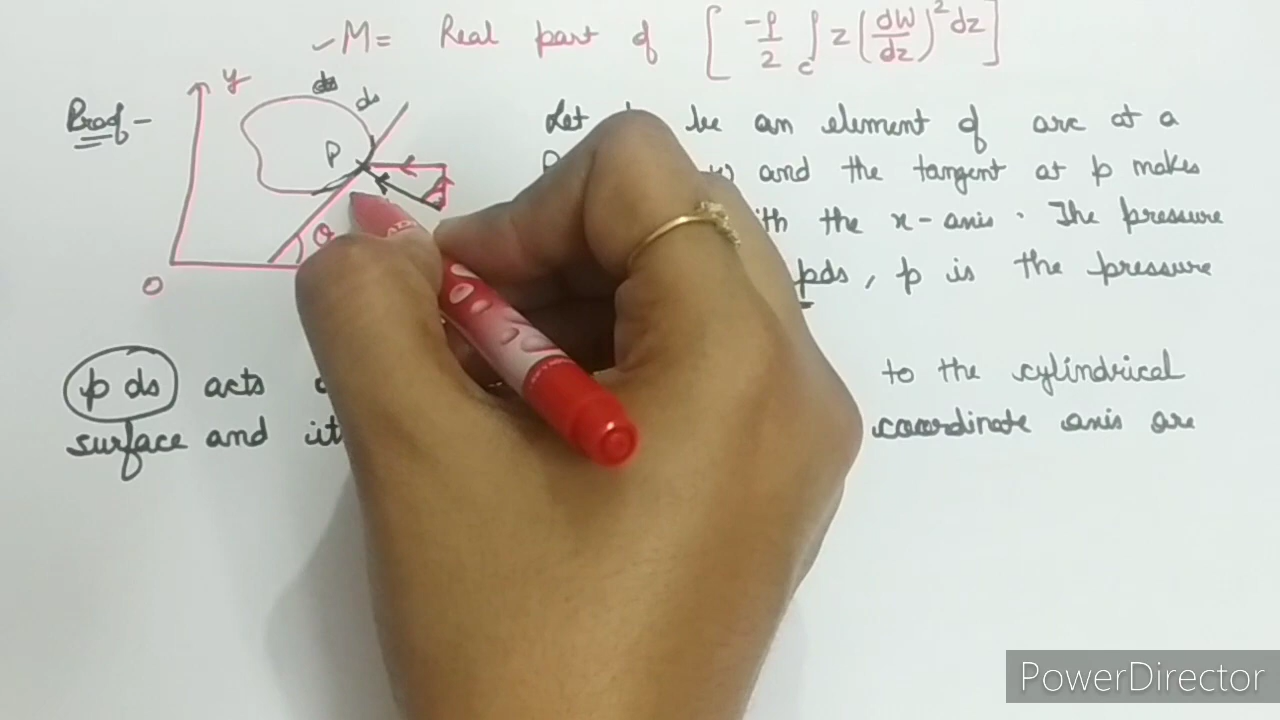 M = Real part of [ -ρ/2 ∫c z (dW/dz)² dz ]
y
ds
Proof -
P
θ
O
Let be an element of arc at a
and the tangent at p makes
the x-axis. The pressure
pds, p is the pressure
p ds acts to the cylindrical
surface and coordinate axis are
PowerDirector